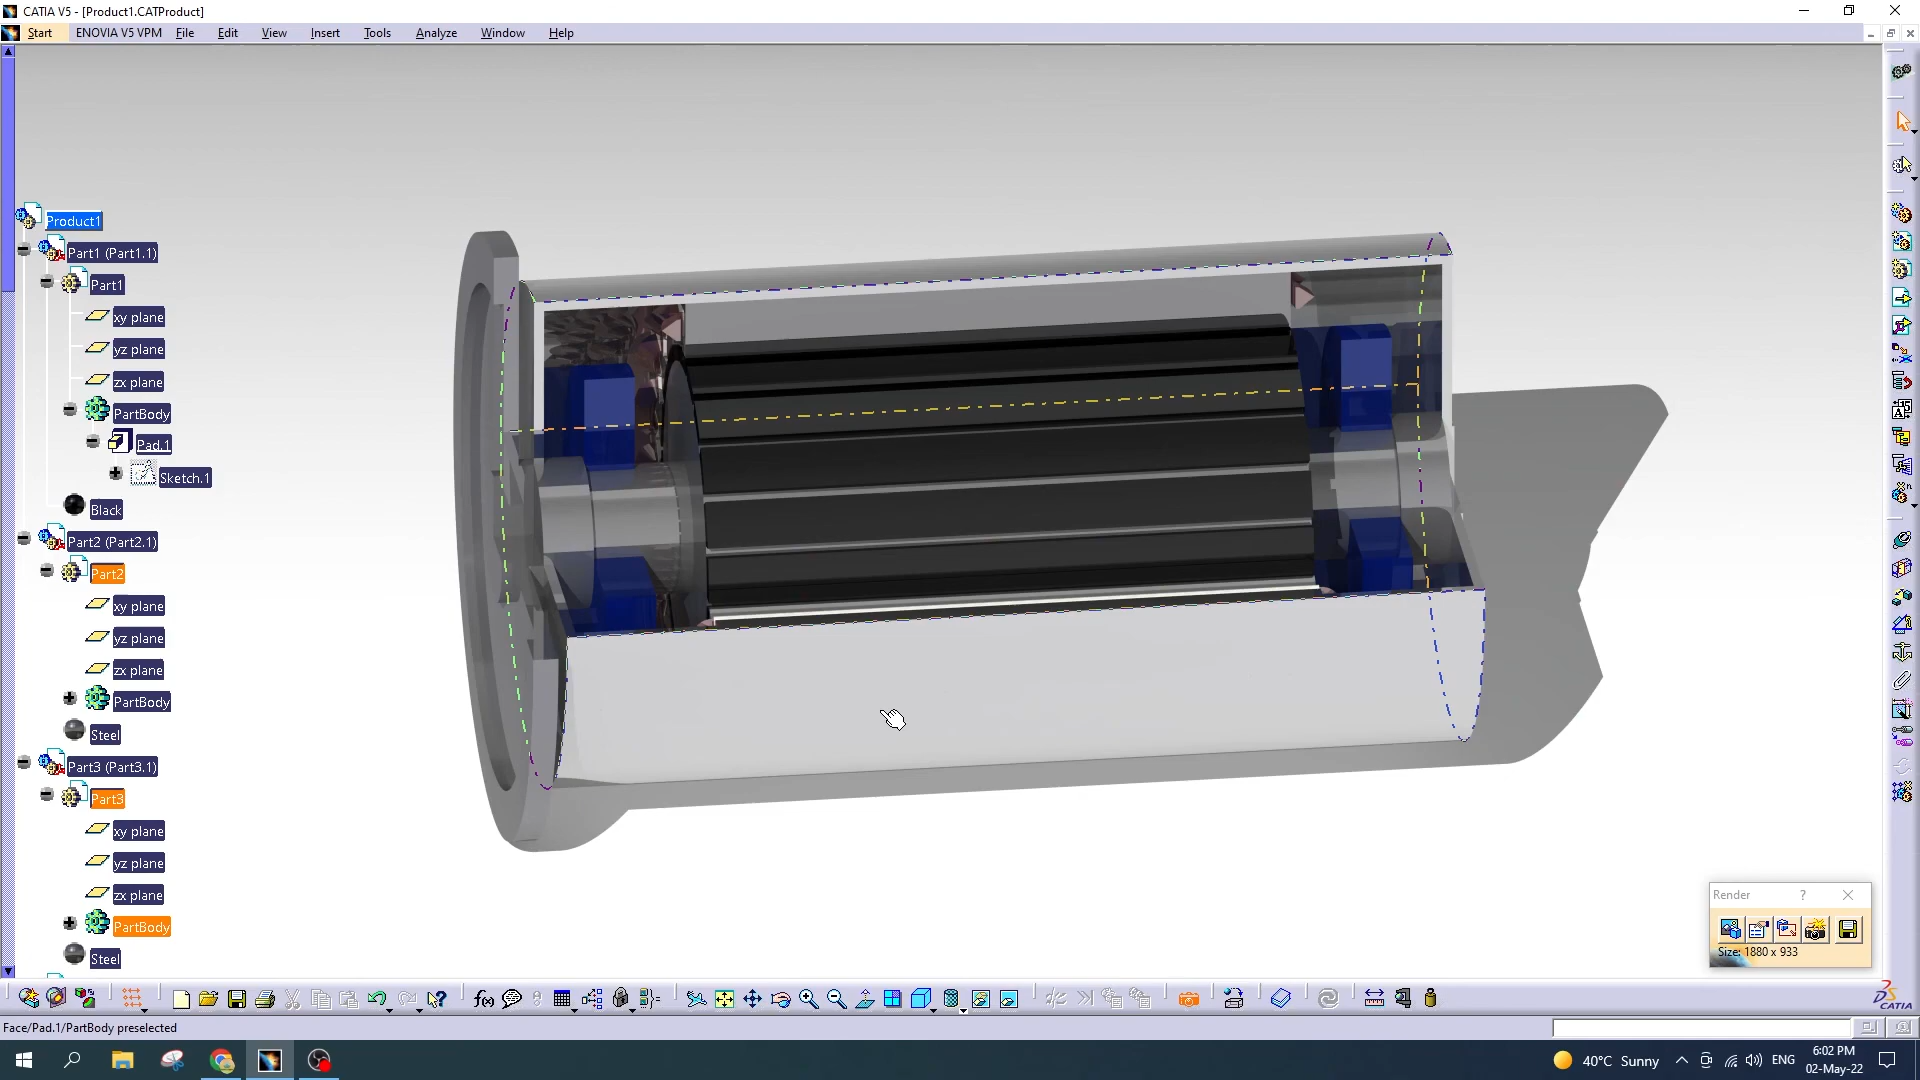 CATIA V5 - [Product1.CATProduct]
Start ENOVIA V5 VPM File Edit View Insert Tools Analyze Window Help
Product1
Part1 (Part1.1)
Part1
xy plane
yz plane
zx plane
PartBody
Pad.1
Sketch.1
Black
Part2 (Part2.1)
Part2
xy plane
yz plane
zx plane
PartBody
Steel
Part3 (Part3.1)
Part3
xy plane
yz plane
zx plane
PartBody
Steel
Render ?
Size: 1880 x 933
CATIA
Face/Pad.1/PartBody preselected
40°C Sunny
ENG
6:02 PM
02-May-22